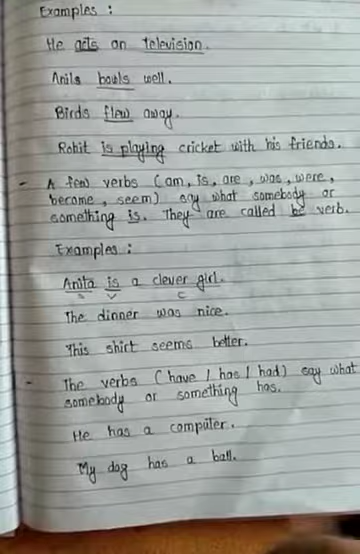 Examples :
He acts on television.
Anila bowls well.
Birds flew away.
Rohit is playing cricket with his friends.
- A few verbs (am, is, are, was, were,
become, seem) say what somebody or
something is. They are called be verb.
Examples :
Anita is a clever girl.
S V C
The dinner was nice.
This shirt seems better.
- The verbs (have / has / had) say what
somebody or something has.
He has a computer.
My dog has a ball.